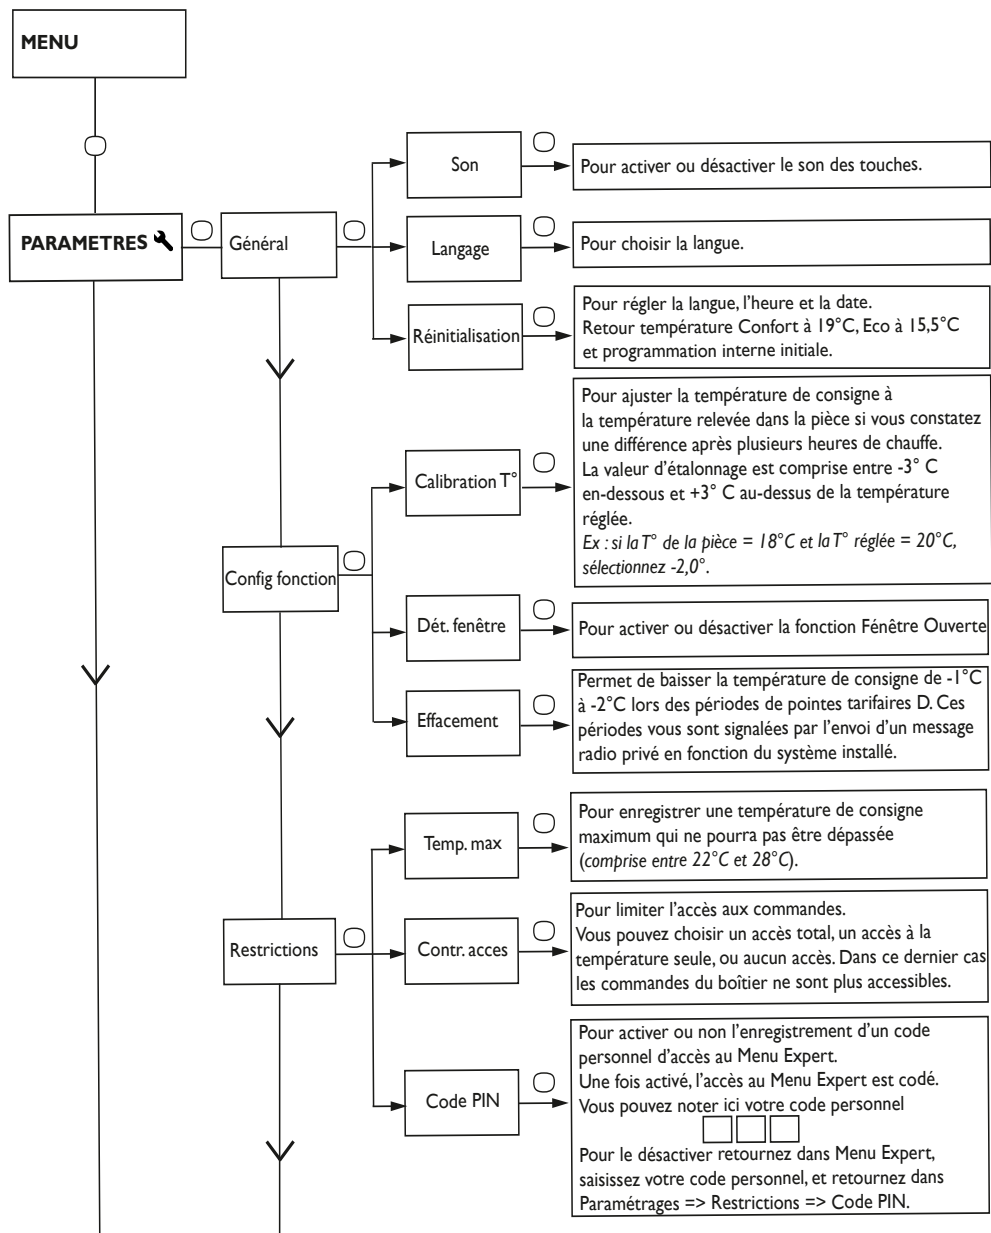 MENU
PARAMETRES
Général
Son
Pour activer ou désactiver le son des touches.
Langage
Pour choisir la langue.
Réinitialisation
Pour régler la langue, l'heure et la date.
Retour température Confort à 19°C, Eco à 15,5°C
et programmation interne initiale.
Config fonction
Calibration T°
Pour ajuster la température de consigne à
la température relevée dans la pièce si vous constatez
une différence après plusieurs heures de chauffe.
La valeur d'étalonnage est comprise entre -3° C
en-dessous et +3° C au-dessus de la température
réglée.
Ex : si la T° de la pièce = 18°C et la T° réglée = 20°C,
sélectionnez -2,0°.
Dét. fenêtre
Pour activer ou désactiver la fonction Fénêtre Ouverte
Effacement
Permet de baisser la température de consigne de -1°C
à -2°C lors des périodes de pointes tarifaires D. Ces
périodes vous sont signalées par l'envoi d'un message
radio privé en fonction du système installé.
Restrictions
Temp. max
Pour enregistrer une température de consigne
maximum qui ne pourra pas être dépassée
(comprise entre 22°C et 28°C).
Contr. acces
Pour limiter l'accès aux commandes.
Vous pouvez choisir un accès total, un accès à la
température seule, ou aucun accès. Dans ce dernier cas
les commandes du boîtier ne sont plus accessibles.
Code PIN
Pour activer ou non l'enregistrement d'un code
personnel d'accès au Menu Expert.
Une fois activé, l'accès au Menu Expert est codé.
Vous pouvez noter ici votre code personnel
Pour le désactiver retournez dans Menu Expert,
saisissez votre code personnel, et retournez dans
Paramétrages => Restrictions => Code PIN.